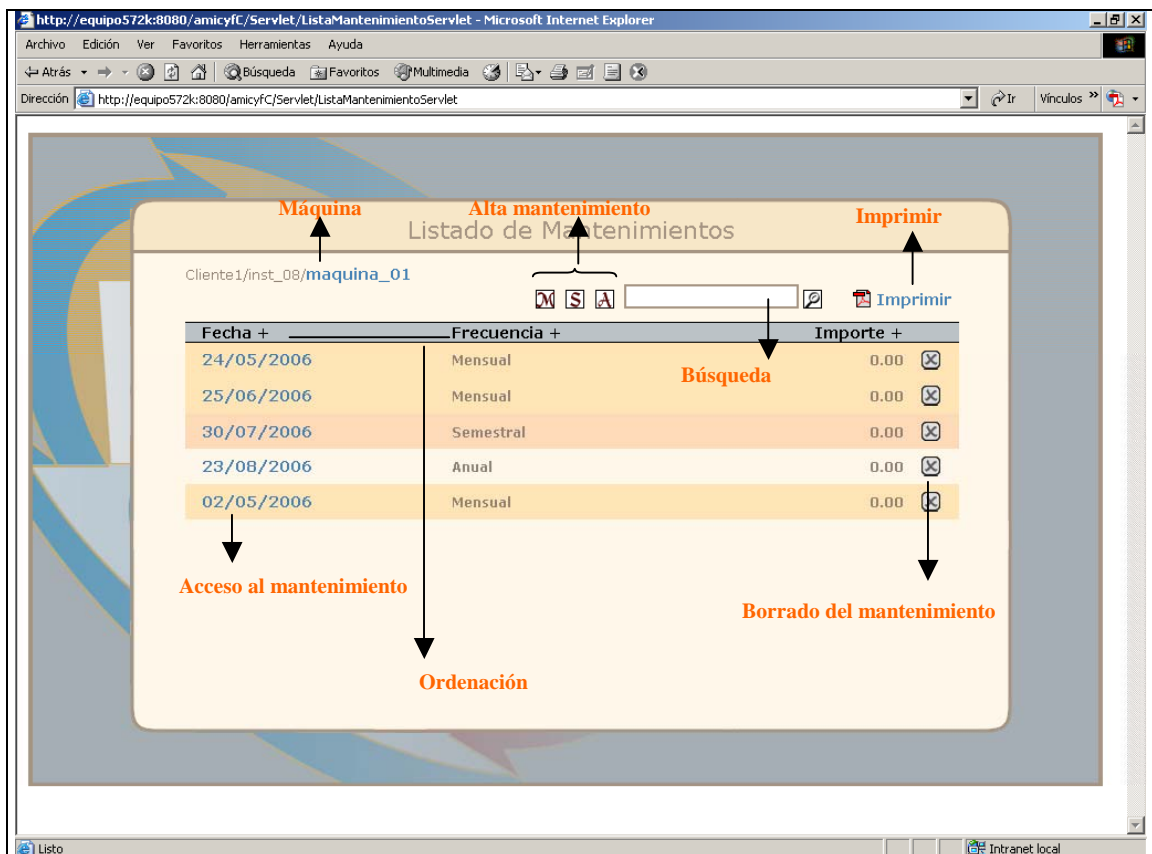 http://equipo572k:8080/amicyfC/Servlet/ListaMantenimientoServlet - Microsoft Internet Explorer
Archivo Edición Ver Favoritos Herramientas Ayuda
Atrás Búsqueda Favoritos Multimedia
Dirección http://equipo572k:8080/amicyfC/Servlet/ListaMantenimientoServlet Ir Vínculos »
Máquina Alta mantenimiento Imprimir
Listado de Mantenimientos
Cliente1/inst_08/maquina_01
M S A Imprimir
Fecha + Frecuencia + Importe +
24/05/2006 Mensual 0.00
Búsqueda
25/06/2006 Mensual 0.00
30/07/2006 Semestral 0.00
23/08/2006 Anual 0.00
02/05/2006 Mensual 0.00
Acceso al mantenimiento
Borrado del mantenimiento
Ordenación
Listo Intranet local